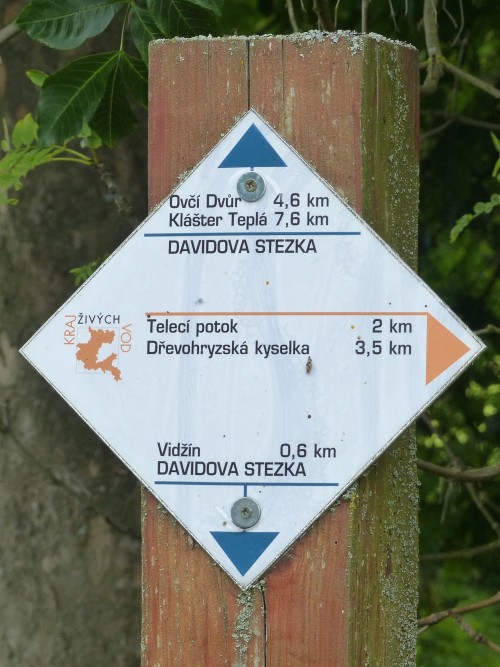 Ovčí Dvůr 4,6 km
Klášter Teplá 7,6 km
DAVIDOVA STEZKA
KRAJ ŽIVÝCH VOD
Telecí potok 2 km
Dřevohryzská kyselka 3,5 km
Vidžín 0,6 km
DAVIDOVA STEZKA